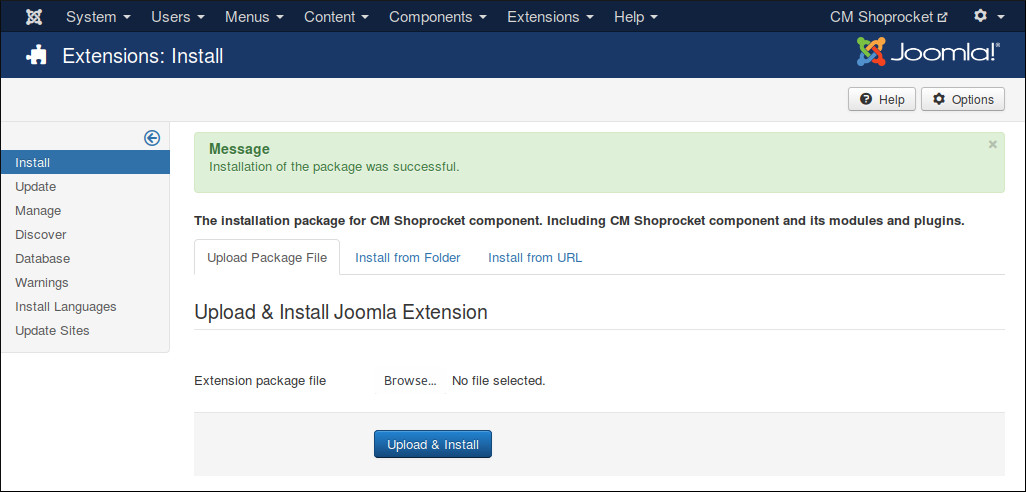 System Users Menus Content Components Extensions Help CM Shoprocket
Extensions: Install Joomla!®
Help Options
Install
Update
Manage
Discover
Database
Warnings
Install Languages
Update Sites
Message ×
Installation of the package was successful.
The installation package for CM Shoprocket component. Including CM Shoprocket component and its modules and plugins.
Upload Package File Install from Folder Install from URL
Upload & Install Joomla Extension
Extension package file Browse... No file selected.
Upload & Install